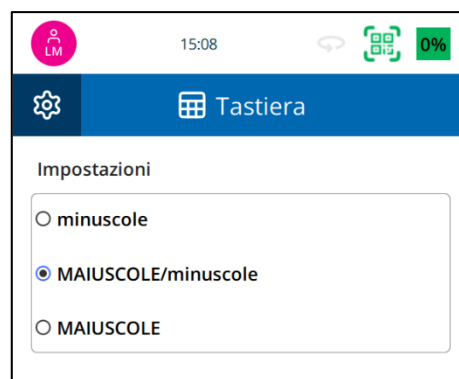 LM
15:08
0%
Tastiera
Impostazioni
minuscole
MAIUSCOLE/minuscole
MAIUSCOLE